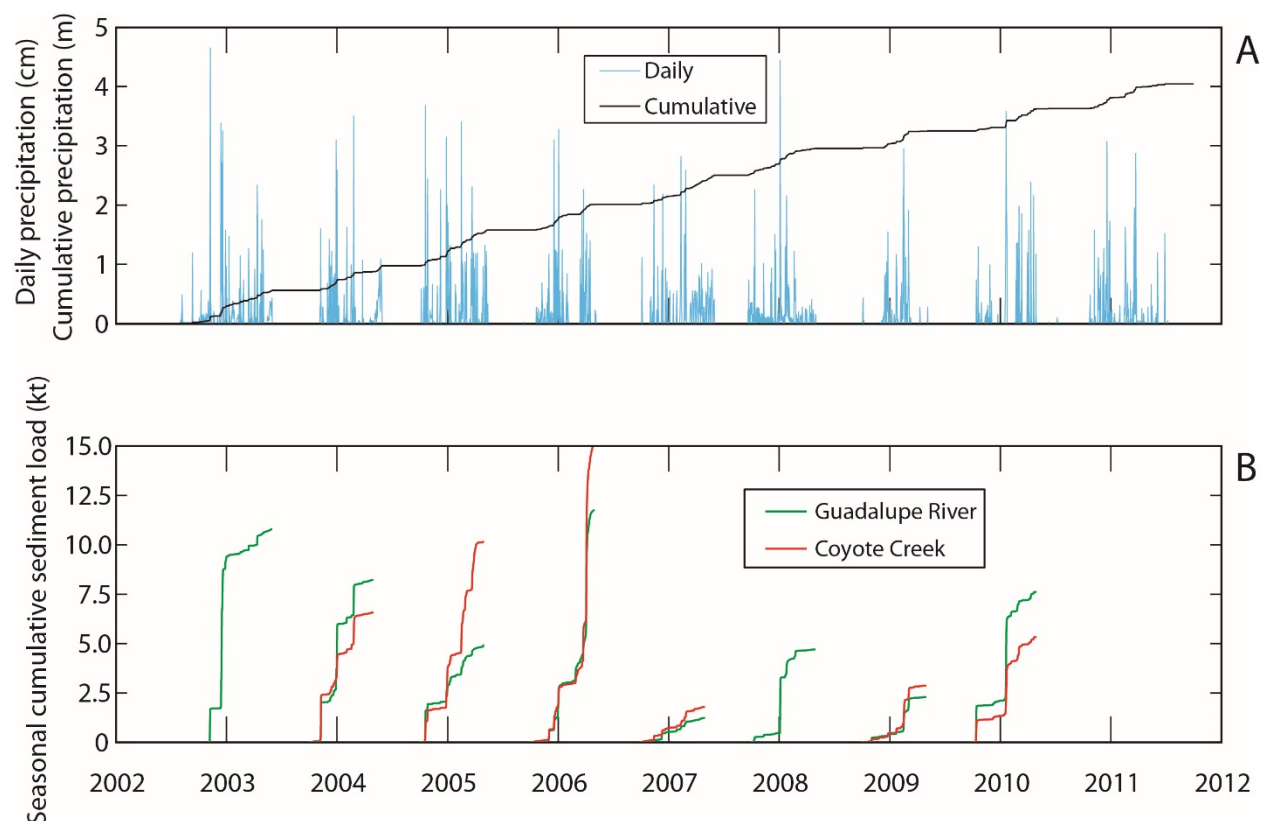 A
Daily precipitation (cm)
Cumulative precipitation (m)
5
4
3
2
1
0
Daily
Cumulative
B
Seasonal cumulative sediment load (kt)
15.0
12.5
10.0
7.5
5.0
2.5
0
Guadalupe River
Coyote Creek
2002 2003 2004 2005 2006 2007 2008 2009 2010 2011 2012